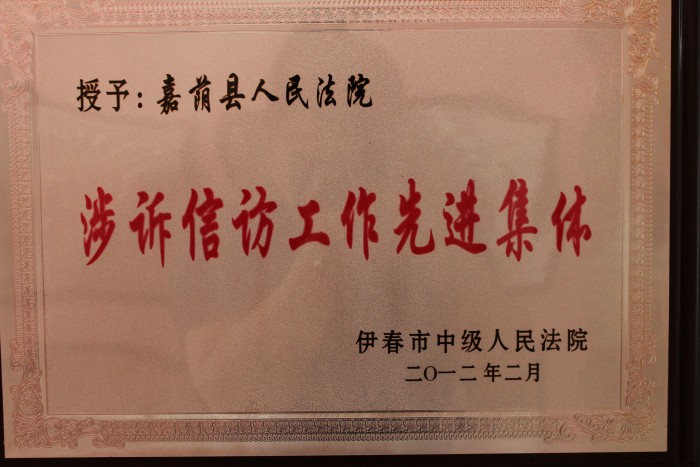 授予：嘉荫县人民法院
涉诉信访工作先进集体
伊春市中级人民法院
二〇一二年二月